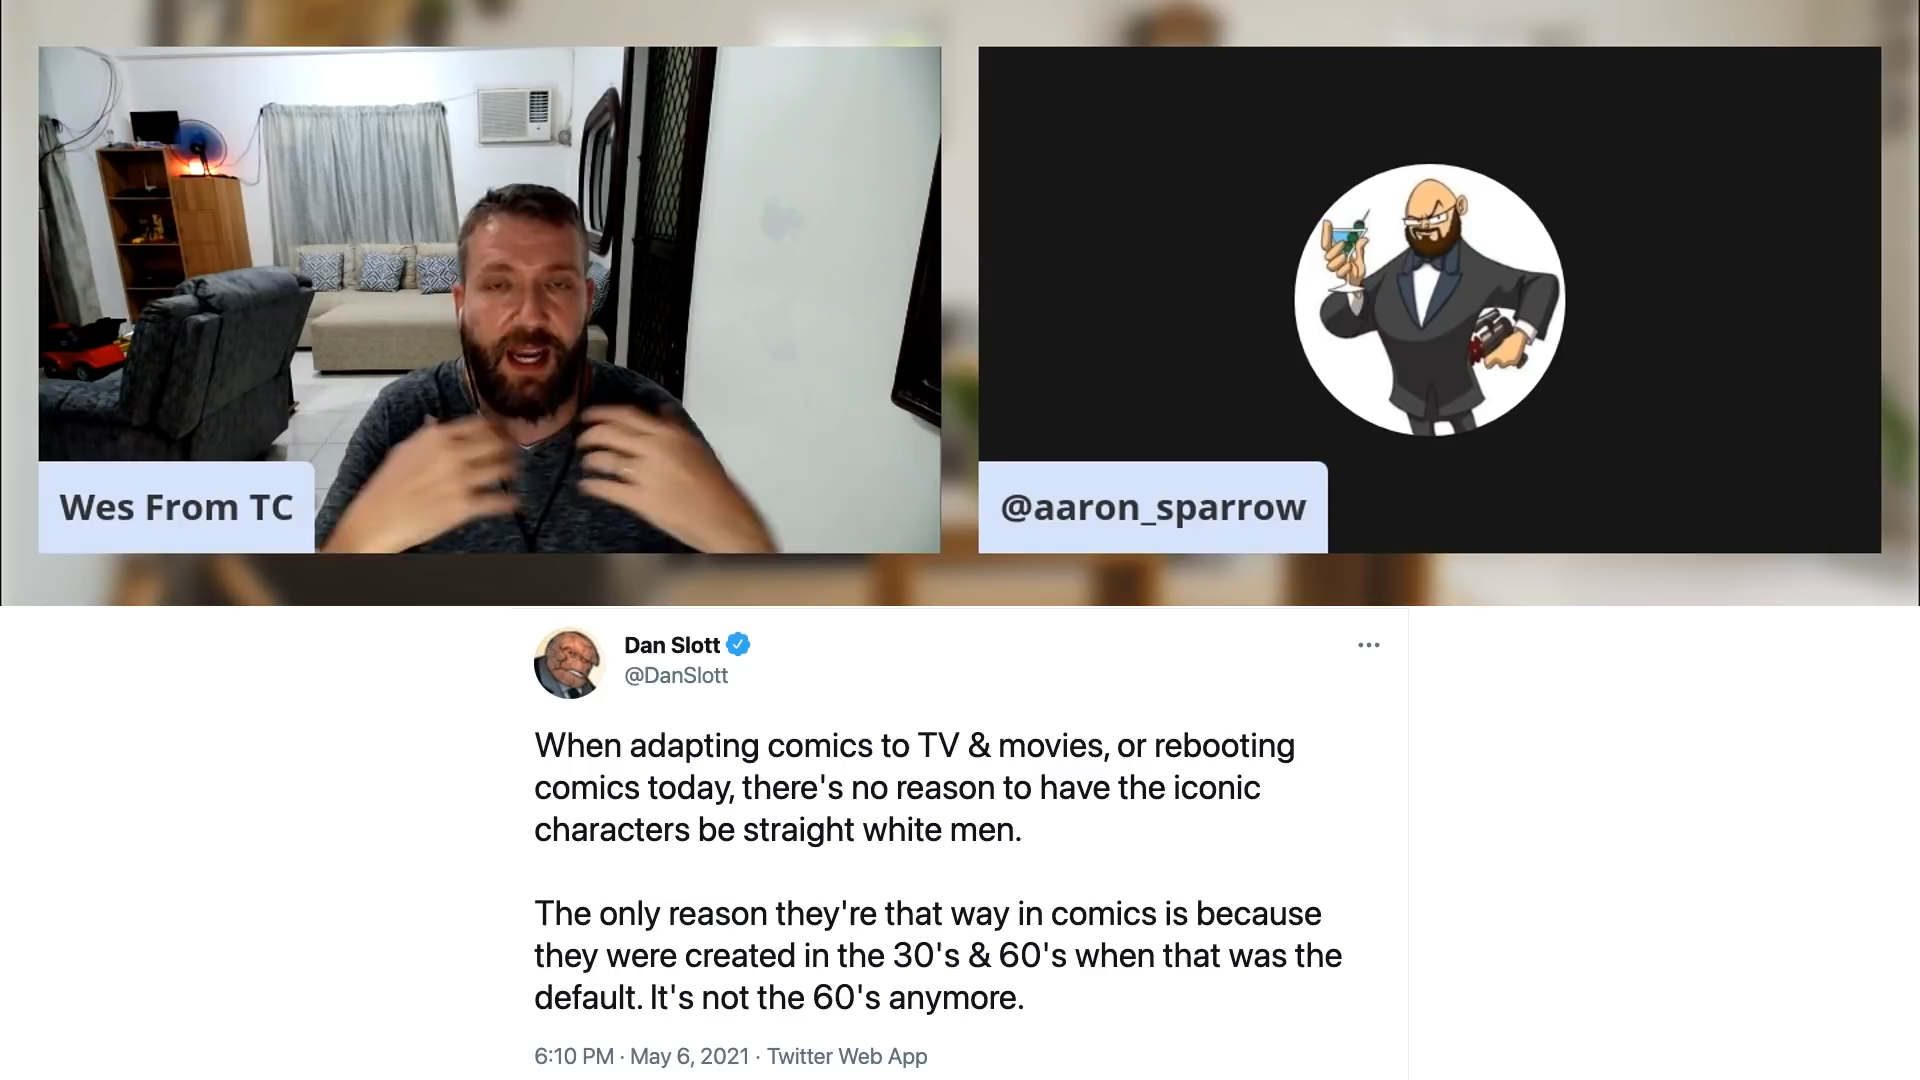 Wes From TC
@aaron_sparrow
Dan Slott
@DanSlott
When adapting comics to TV & movies, or rebooting
comics today, there's no reason to have the iconic
characters be straight white men.
The only reason they're that way in comics is because
they were created in the 30's & 60's when that was the
default. It's not the 60's anymore.
6:10 PM · May 6, 2021 · Twitter Web App